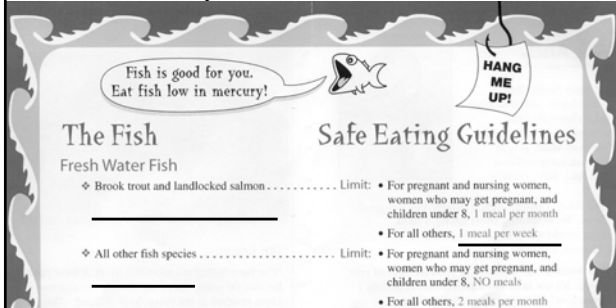 Fish is good for you.
Eat fish low in mercury!
HANG
ME
UP!
The Fish
Safe Eating Guidelines
Fresh Water Fish
❖ Brook trout and landlocked salmon . . . . . . . . . . . Limit: • For pregnant and nursing women,
women who may get pregnant, and
children under 8, 1 meal per month
• For all others, 1 meal per week
❖ All other fish species . . . . . . . . . . . . . . . . . . . . . Limit: • For pregnant and nursing women,
women who may get pregnant, and
children under 8, NO meals
• For all others, 2 meals per month